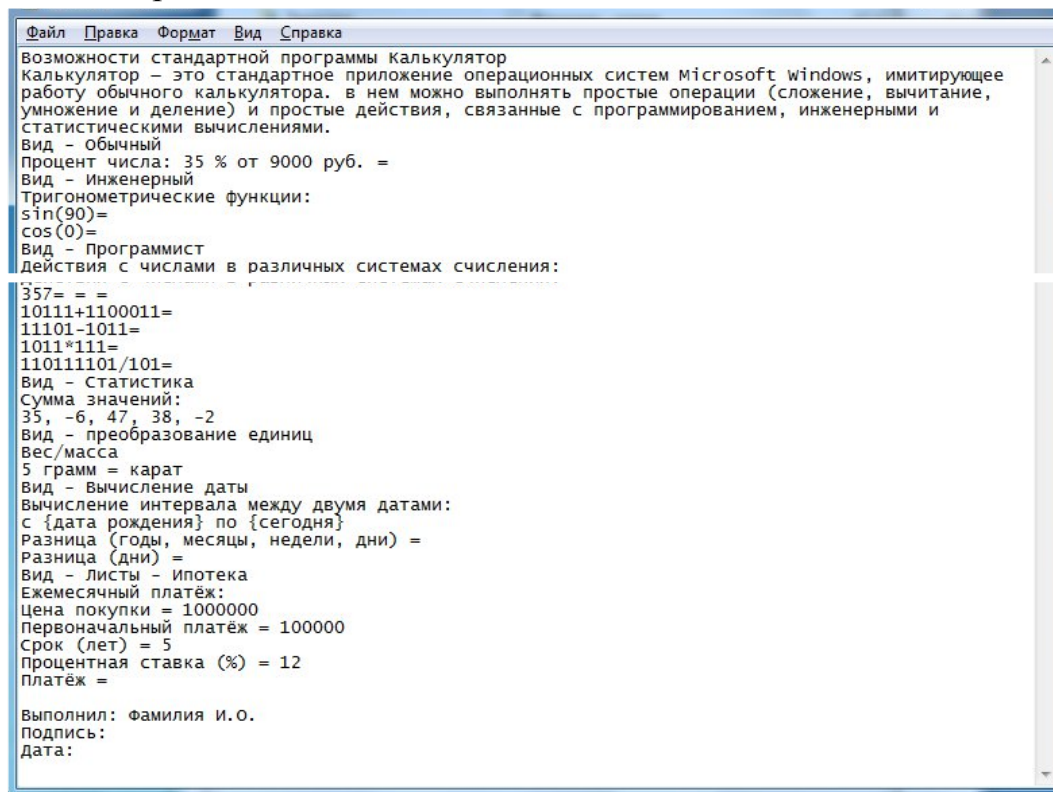 Файл Правка Формат Вид Справка
Возможности стандартной программы Калькулятор
Калькулятор – это стандартное приложение операционных систем Microsoft Windows, имитирующее
работу обычного калькулятора. в нем можно выполнять простые операции (сложение, вычитание,
умножение и деление) и простые действия, связанные с программированием, инженерными и
статистическими вычислениями.
Вид – Обычный
Процент числа: 35 % от 9000 руб. =
Вид – Инженерный
Тригонометрические функции:
sin(90)=
cos(0)=
Вид – Программист
Действия с числами в различных системах счисления:
357= = =
10111+1100011=
11101-1011=
1011*111=
110111101/101=
Вид – Статистика
Сумма значений:
35, -6, 47, 38, -2
Вид – преобразование единиц
Вес/масса
5 грамм = карат
Вид – Вычисление даты
Вычисление интервала между двумя датами:
с {дата рождения} по {сегодня}
Разница (годы, месяцы, недели, дни) =
Разница (дни) =
Вид – Листы – Ипотека
Ежемесячный платёж:
Цена покупки = 1000000
Первоначальный платёж = 100000
Срок (лет) = 5
Процентная ставка (%) = 12
Платёж =
Выполнил: Фамилия И.О.
Подпись:
Дата: